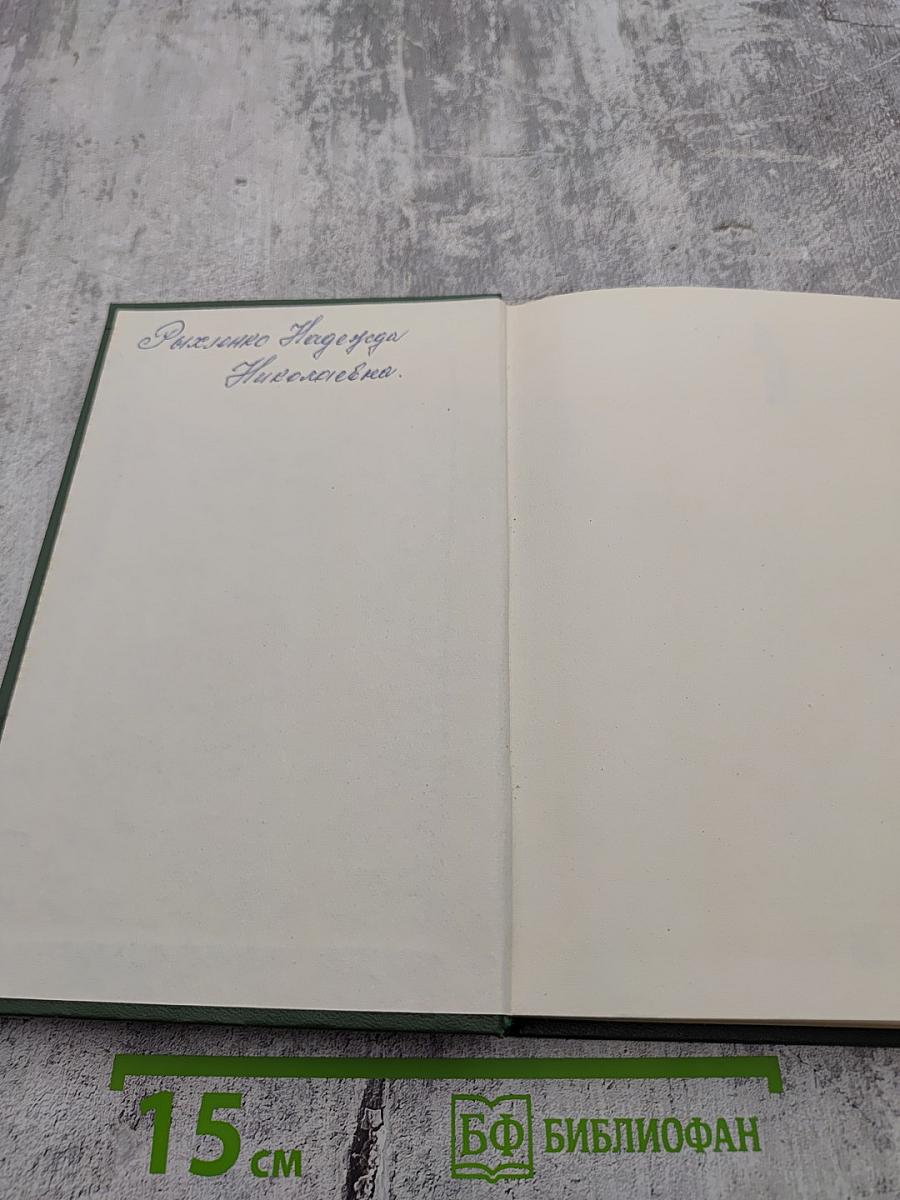 Рыхленко Надежда
Николаевна.
15 см
БФ БИБЛИОФАН